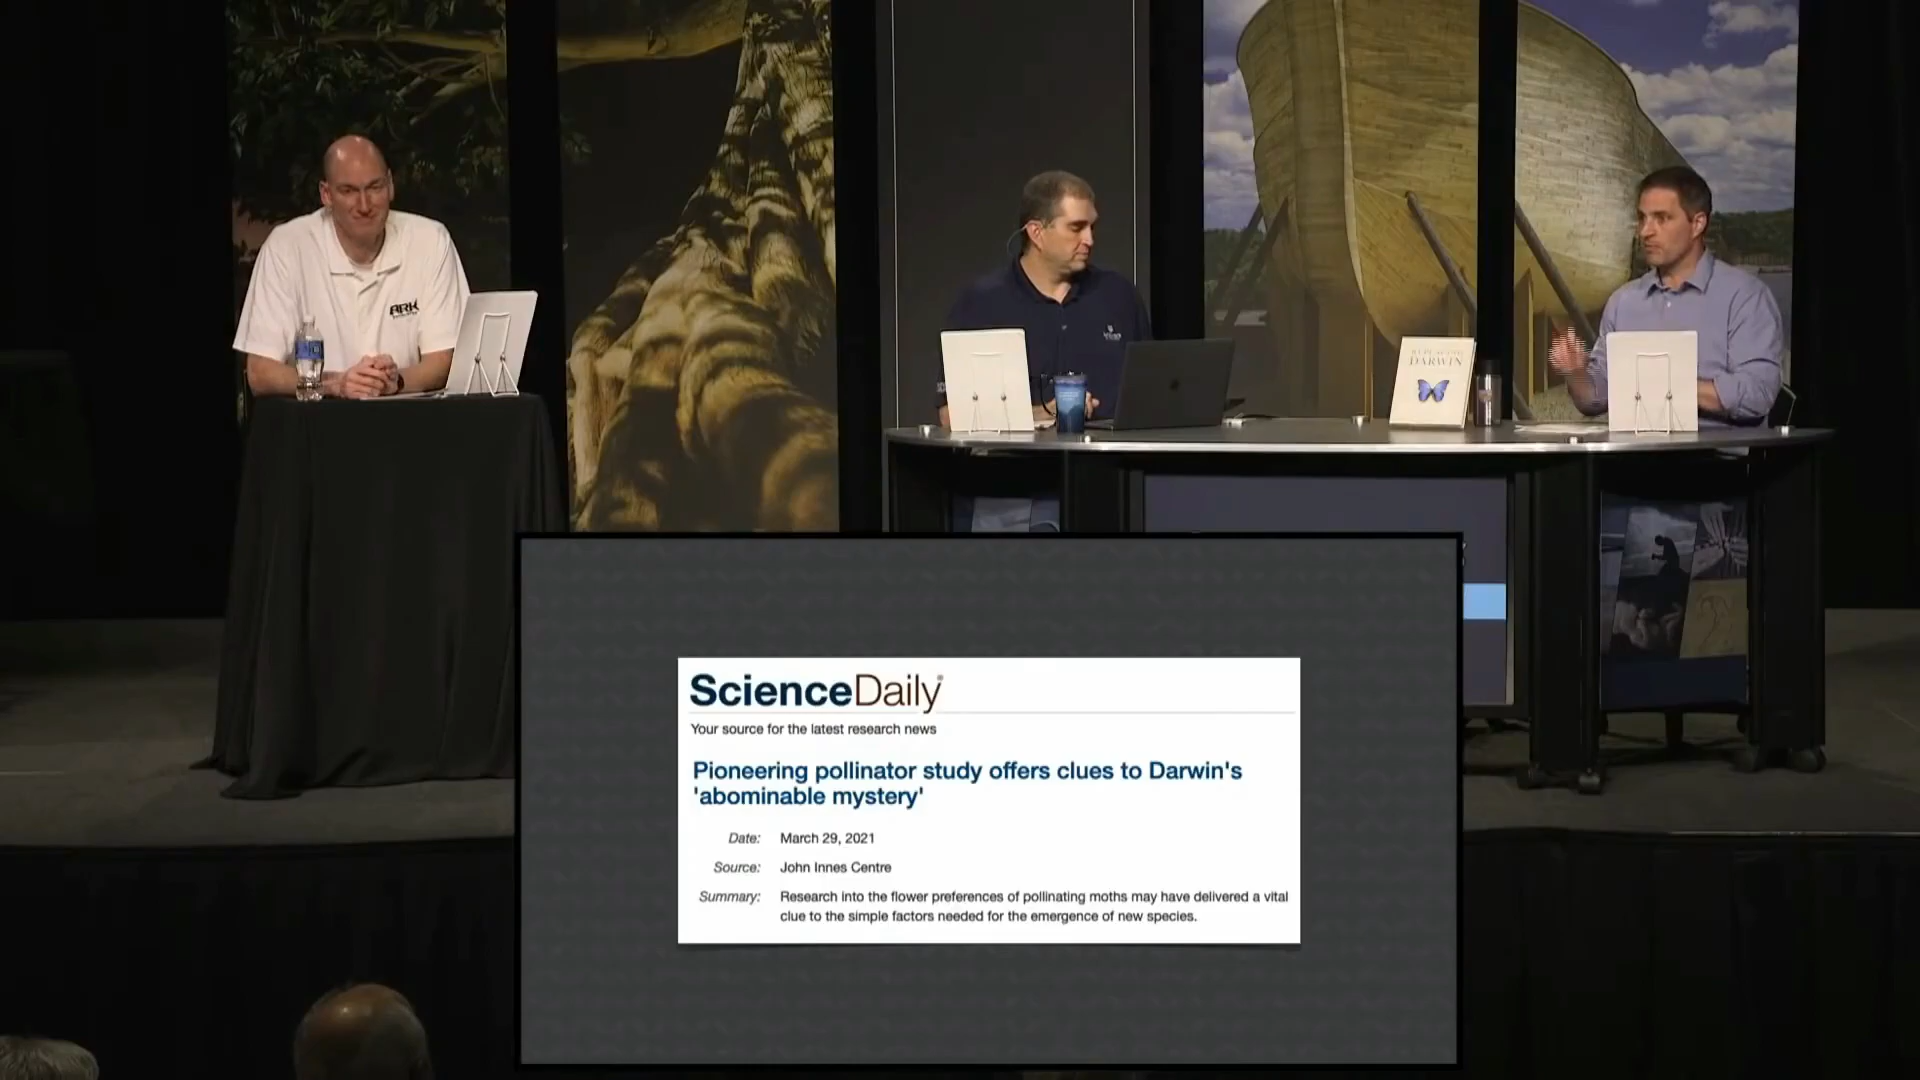 ARK
DARWIN
ScienceDaily
Your source for the latest research news
Pioneering pollinator study offers clues to Darwin's
'abominable mystery'
Date: March 29, 2021
Source: John Innes Centre
Summary: Research into the flower preferences of pollinating moths may have delivered a vital
clue to the simple factors needed for the emergence of new species.